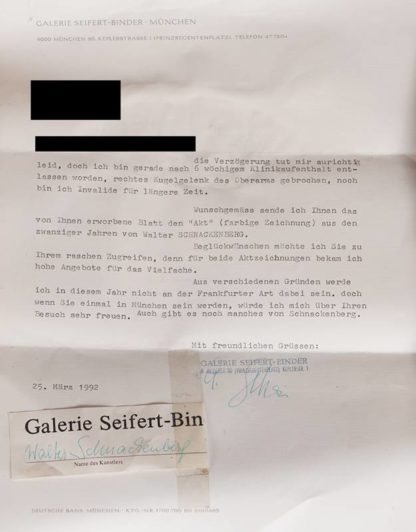 GALERIE SEIFERT-BINDER · MÜNCHEN
8000 MÜNCHEN 80, KEPLERSTRASSE 1 (PRINZREGENTENPLATZ), TELEFON
die Verzögerung tut mir aurichtig
leid, doch ich bin gerade nach 6 wöchigem Klinikaufenthalt ent-
lassen worden, rechtes Kugelgelenk des Oberarms gebrochen, noch
bin ich Invalide für längere Zeit.
Wunschgemäss sende ich Ihnen das
von Ihnen erworbene Blatt den "Akt" (farbige Zeichnung) aus den
zwanziger Jahren von Walter SCHNACKENBERG.
Beglückwünschen möchte ich Sie zu
Ihrem raschen Zugreifen, denn für beide Aktzeichnungen bekam ich
hohe Angebote für das Vielfache.
Aus verschiedenen Gründen werde
ich in diesem Jahr nicht an der Frankfurter Art dabei sein, doch
wenn Sie einmal in München sein werden, würde ich mich über Ihren
Besuch sehr freuen. Auch gibt es noch manches von Schnackenberg.
Mit freundlichen Grüssen:
GALERIE SEIFERT-BINDER
25. März 1992
Galerie Seifert-Bin
Walter Schnackenberg
Name des Künstlers
DEUTSCHE BANK MÜNCHEN